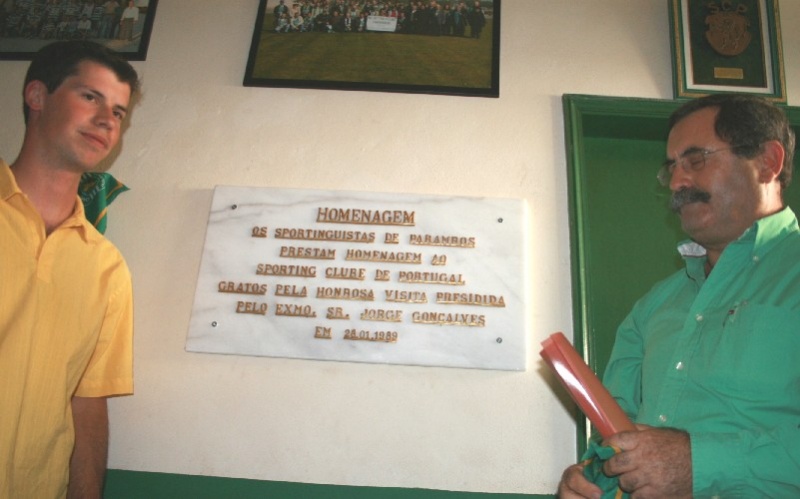 HOMENAGEM
OS SPORTINGUISTAS DE PARAMBOS
PRESTAM HOMENAGEM AO
SPORTING CLUBE DE PORTUGAL
GRATOS PELA HONROSA VISITA PRESIDIDA
PELO EXMO. SR. JORGE GONÇALVES
EM 28.01.1989
SCP